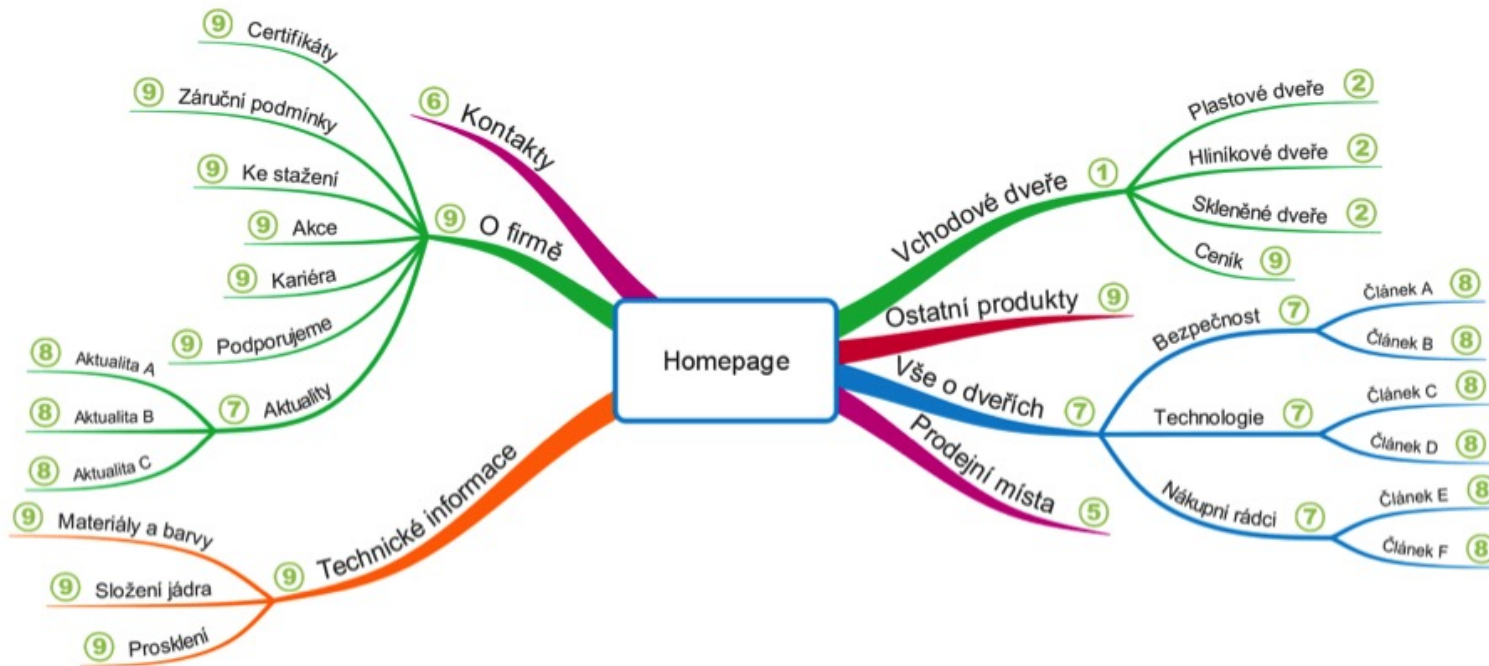 Homepage
Vchodové dveře 1
Plastové dveře 2
Hliníkové dveře 2
Skleněné dveře 2
Ceník 9
Ostatní produkty 9
Vše o dveřích 7
Bezpečnost 7
Článek A 8
Článek B 8
Technologie 7
Článek C 8
Článek D 8
Nákupní rádci 7
Článek E 8
Článek F 8
Prodejní místa 5
6 Kontakty
9 O firmě
9 Certifikáty
9 Záruční podmínky
9 Ke stažení
9 Akce
9 Kariéra
9 Podporujeme
7 Aktuality
8 Aktualita A
8 Aktualita B
8 Aktualita C
9 Technické informace
9 Materiály a barvy
9 Složení jádra
9 Prosklení